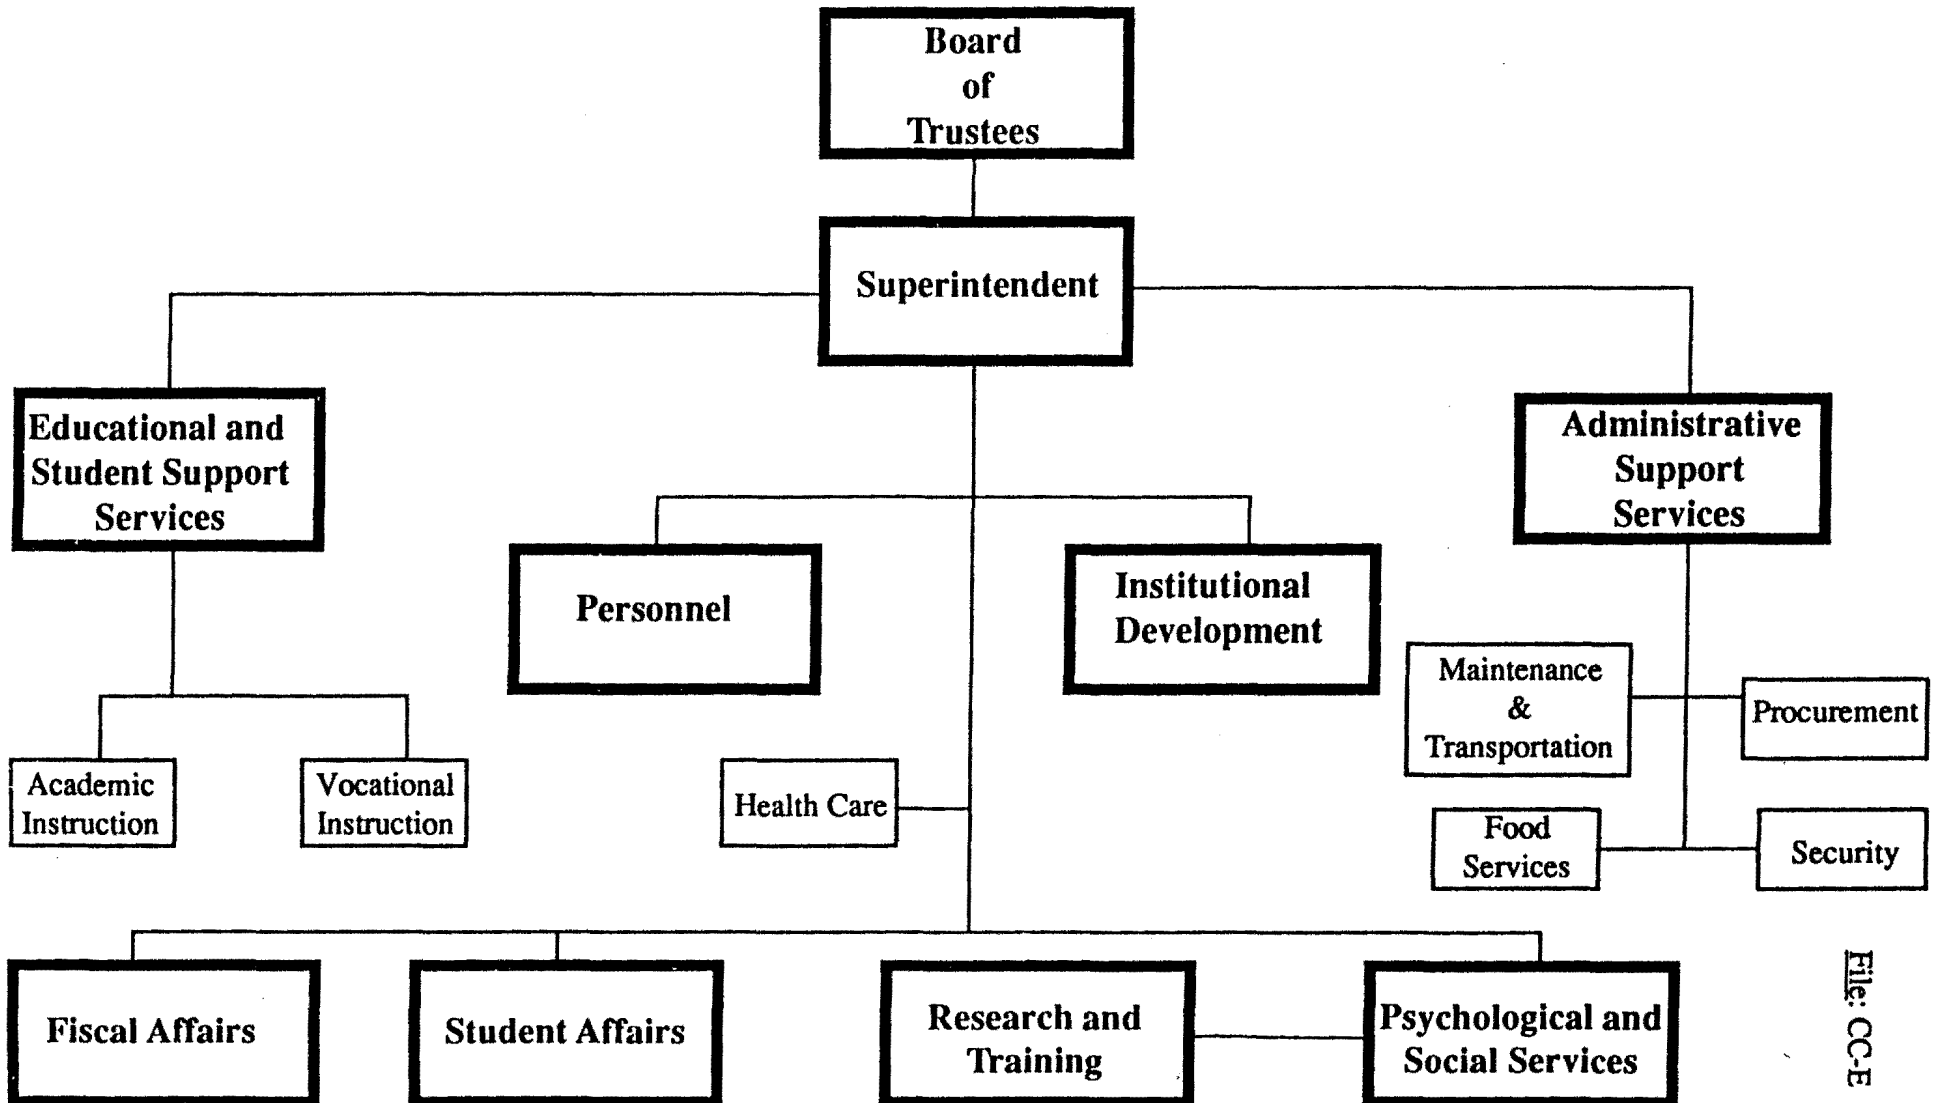 Board
of
Trustees
Superintendent
Educational and
Student Support
Services
Administrative
Support
Services
Personnel
Institutional
Development
Maintenance
&
Transportation
Procurement
Academic
Instruction
Vocational
Instruction
Health Care
Food
Services
Security
Fiscal Affairs
Student Affairs
Research and
Training
Psychological and
Social Services
File: CC-E